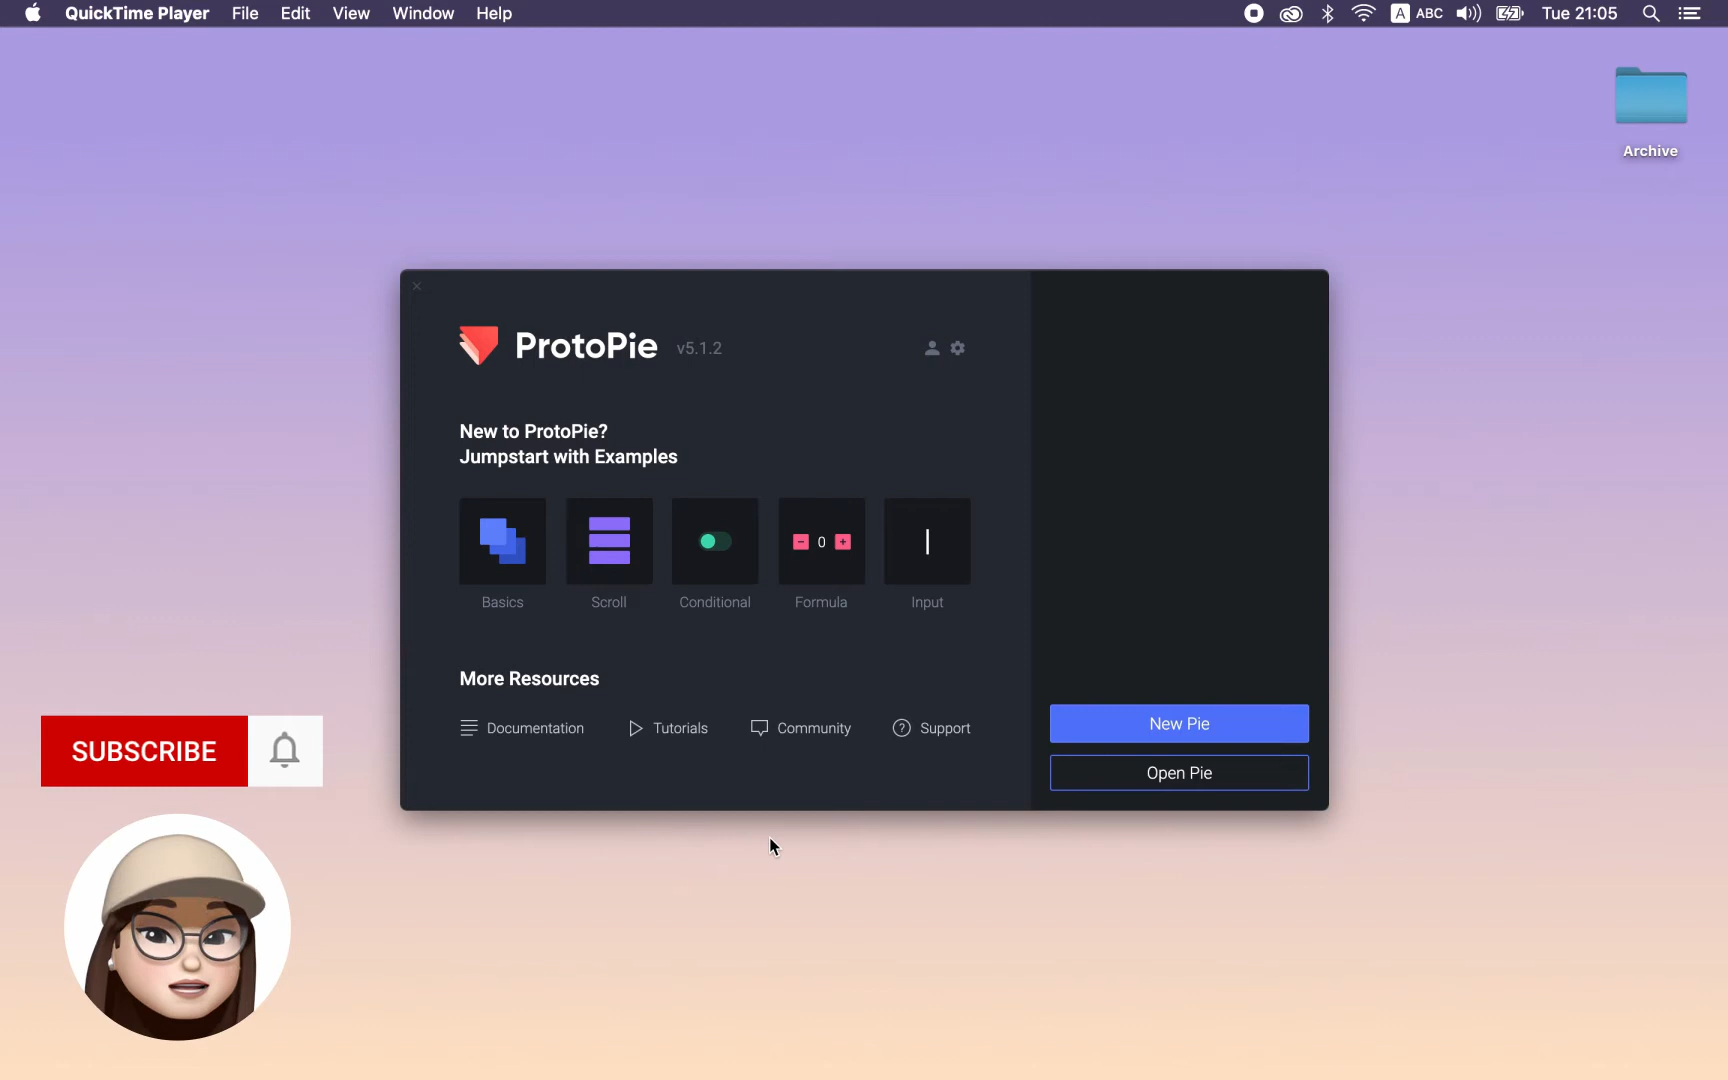 QuickTime Player File Edit View Window Help A ABC Tue 21:05
Archive
ProtoPie v5.1.2
New to ProtoPie?
Jumpstart with Examples
- 0 +
Basics Scroll Conditional Formula Input
More Resources
Documentation Tutorials Community ? Support
New Pie
Open Pie
SUBSCRIBE